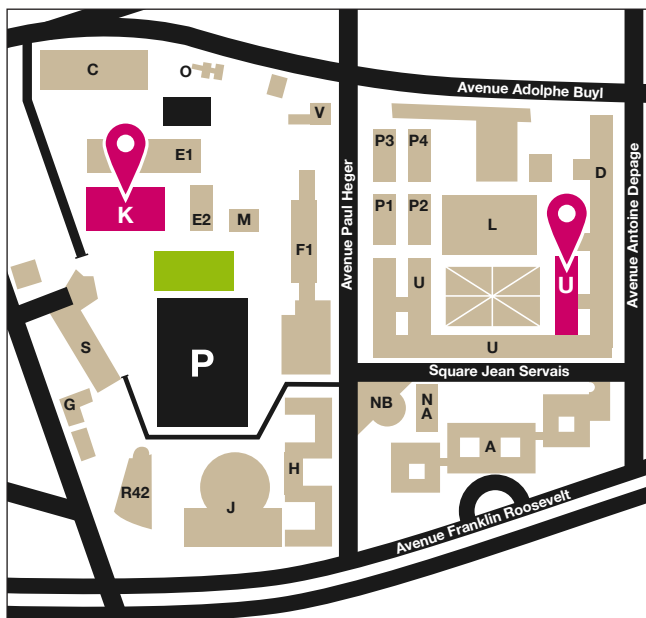 C
O
Avenue Adolphe Buyl
V
P3
P4
E1
D
K
E2
M
P1
P2
L
F1
Avenue Paul Heger
Avenue Antoine Depage
U
U
P
S
U
Square Jean Servais
G
NB
N
A
A
H
R42
J
Avenue Franklin Roosevelt